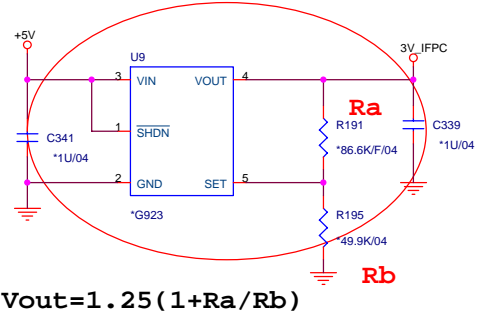 +5V
3V_IFPC
U9
3 VIN VOUT 4
Ra
R191
*86.6K/F/04
C339
*1U/04
1 SHDN
C341
*1U/04
2 GND SET 5
*G923
R195
*49.9K/04
Rb
Vout=1.25(1+Ra/Rb)